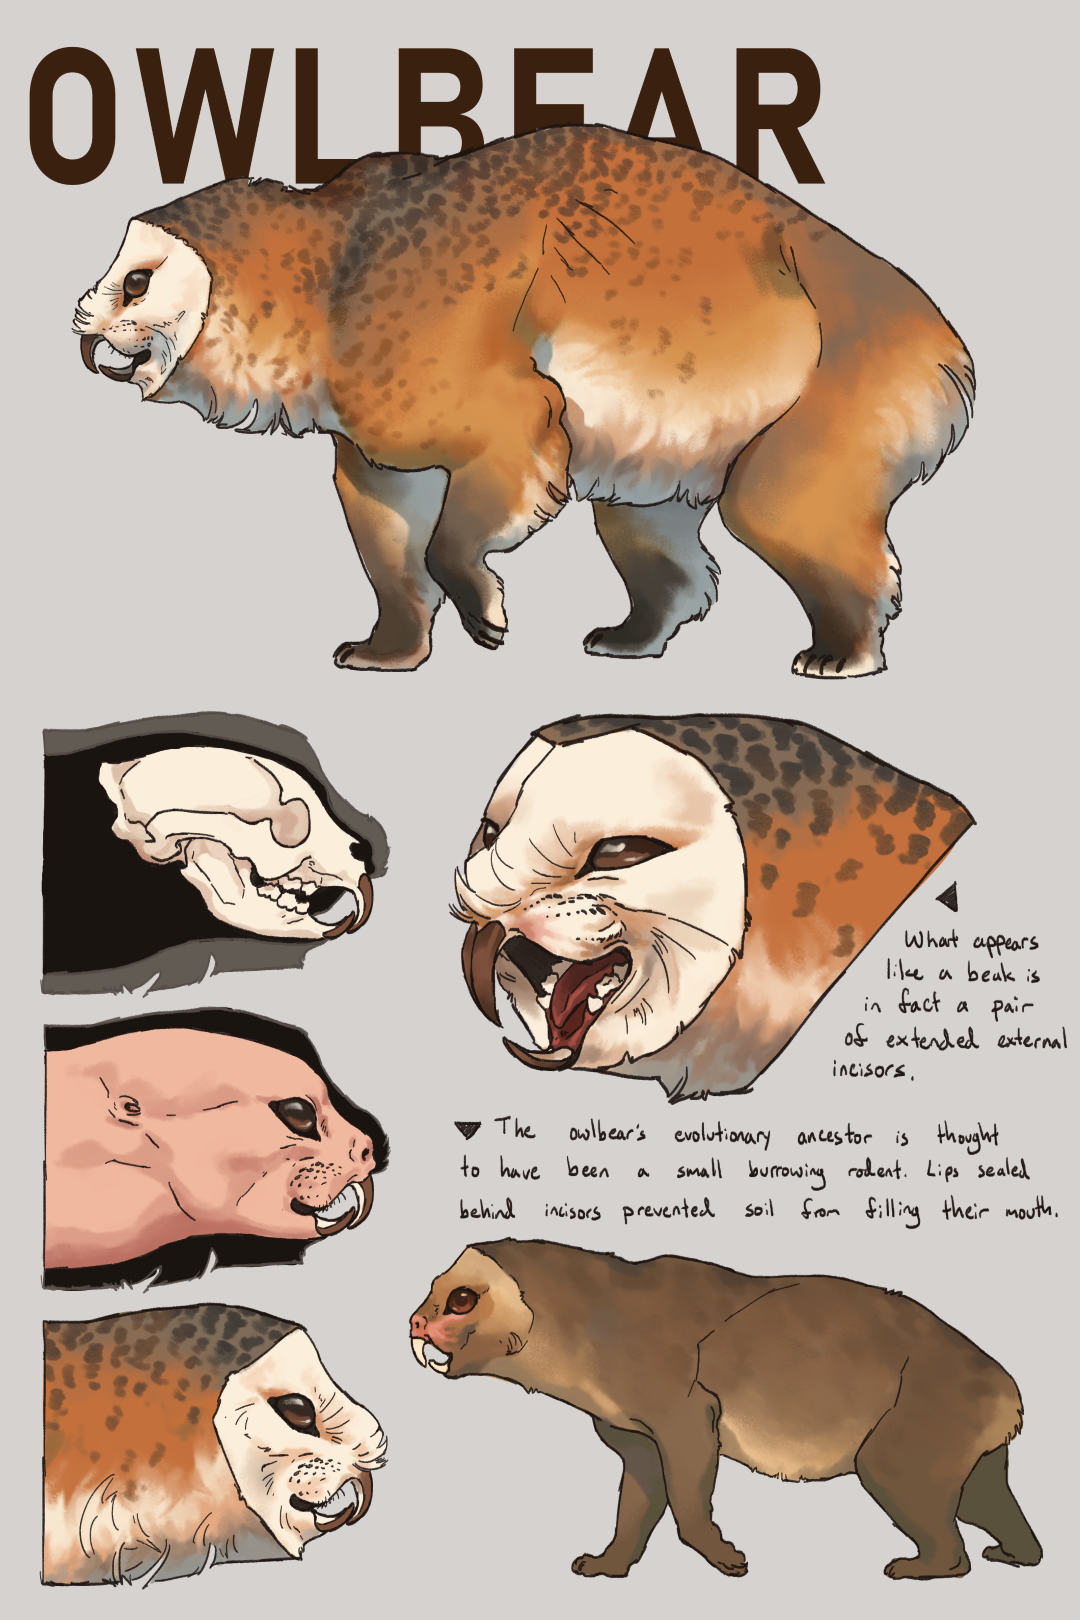 OWLBEAR
What appears
like a beak is
in fact a pair
of extended external
incisors.
The owlbear's evolutionary ancestor is thought
to have been a small burrowing rodent. Lips sealed
behind incisors prevented soil from filling their mouth.